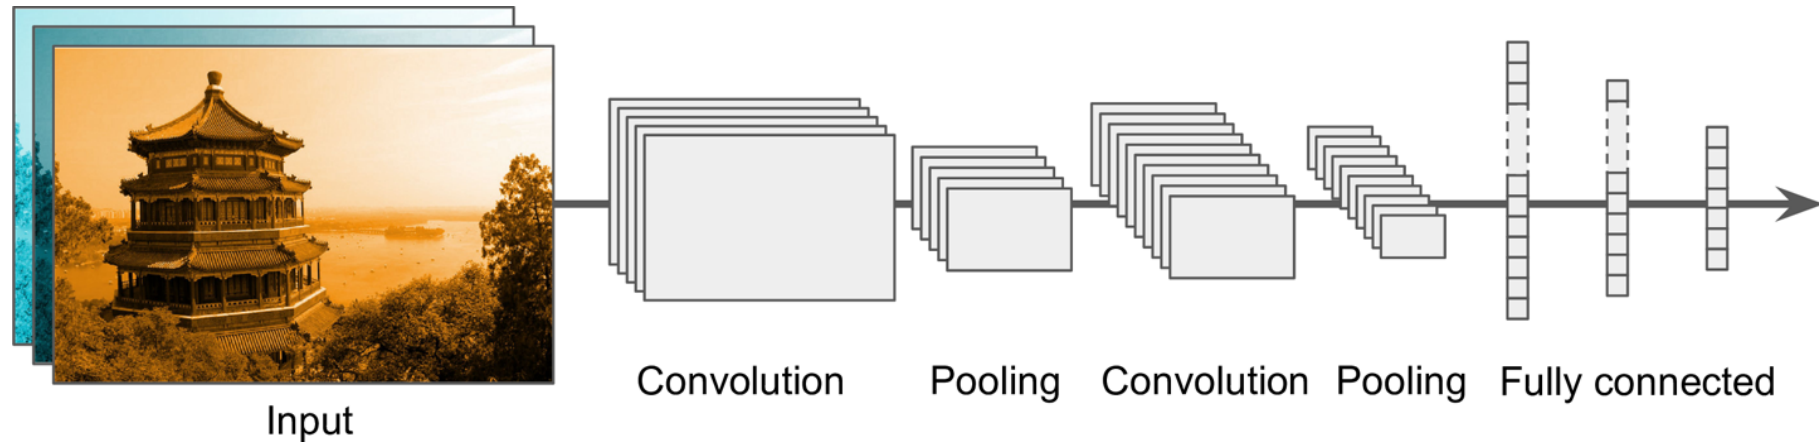 Input
Convolution
Pooling
Convolution
Pooling
Fully connected